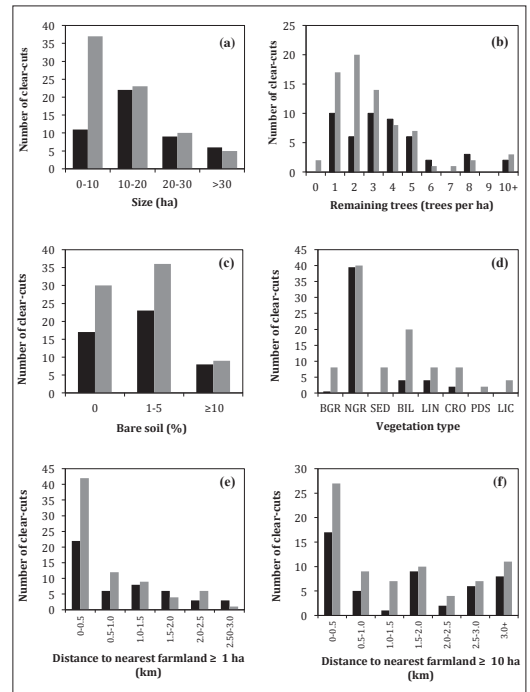 (a)
Number of clear-cuts
40
35
30
25
20
15
10
5
0
0-10 10-20 20-30 >30
Size (ha)
(b)
Number of clear-cuts
25
20
15
10
5
0
0 1 2 3 4 5 6 7 8 9 10+
Remaining trees (trees per ha)
(c)
Number of clear-cuts
40
35
30
25
20
15
10
5
0
0 1-5 ≥10
Bare soil (%)
(d)
Number of clear-cuts
45
40
35
30
25
20
15
10
5
0
BGR NGR SED BIL LIN CRO PDS LIC
Vegetation type
(e)
Number of clear-cuts
45
40
35
30
25
20
15
10
5
0
0-0.5 0.5-1.0 1.0-1.5 1.5-2.0 2.0-2.5 2.50-3.0
Distance to nearest farmland ≥ 1 ha
(km)
(f)
Number of clear-cuts
30
25
20
15
10
5
0
0-0.5 0.5-1.0 1.0-1.5 1.5-2.0 2.0-2.5 2.5-3.0 3.0+
Distance to nearest farmland ≥ 10 ha
(km)